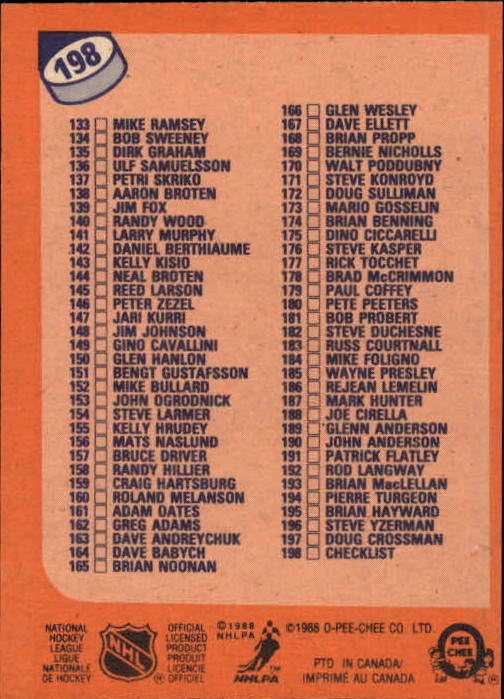 198
133 MIKE RAMSEY
134 BOB SWEENEY
135 DIRK GRAHAM
136 ULF SAMUELSSON
137 PETRI SKRIKO
138 AARON BROTEN
139 JIM FOX
140 RANDY WOOD
141 LARRY MURPHY
142 DANIEL BERTHIAUME
143 KELLY KISIO
144 NEAL BROTEN
145 REED LARSON
146 PETER ZEZEL
147 JARI KURRI
148 JIM JOHNSON
149 GINO CAVALLINI
150 GLEN HANLON
151 BENGT GUSTAFSSON
152 MIKE BULLARD
153 JOHN OGRODNICK
154 STEVE LARMER
155 KELLY HRUDEY
156 MATS NASLUND
157 BRUCE DRIVER
158 RANDY HILLIER
159 CRAIG HARTSBURG
160 ROLAND MELANSON
161 ADAM OATES
162 GREG ADAMS
163 DAVE ANDREYCHUK
164 DAVE BABYCH
165 BRIAN NOONAN
166 GLEN WESLEY
167 DAVE ELLETT
168 BRIAN PROPP
169 BERNIE NICHOLLS
170 WALT PODDUBNY
171 STEVE KONROYD
172 DOUG SULLIMAN
173 MARIO GOSSELIN
174 BRIAN BENNING
175 DINO CICCARELLI
176 STEVE KASPER
177 RICK TOCCHET
178 BRAD McCRIMMON
179 PAUL COFFEY
180 PETE PEETERS
181 BOB PROBERT
182 STEVE DUCHESNE
183 RUSS COURTNALL
184 MIKE FOLIGNO
185 WAYNE PRESLEY
186 REJEAN LEMELIN
187 MARK HUNTER
188 JOE CIRELLA
189 GLENN ANDERSON
190 JOHN ANDERSON
191 PATRICK FLATLEY
192 ROD LANGWAY
193 BRIAN MacLELLAN
194 PIERRE TURGEON
195 BRIAN HAYWARD
196 STEVE YZERMAN
197 DOUG CROSSMAN
198 CHECKLIST
NATIONAL
HOCKEY
LEAGUE
LIGUE
NATIONALE
DE HOCKEY
NHL
®
OFFICIAL
LICENSED
PRODUCT
PRODUIT
LICENCIE
OFFICIEL
©1988
NHLPA
TM
NHLPA
©1988 O-PEE-CHEE CO. LTD.
PTD IN CANADA/
IMPRIMÉ AU CANADA
PEE
CHEE